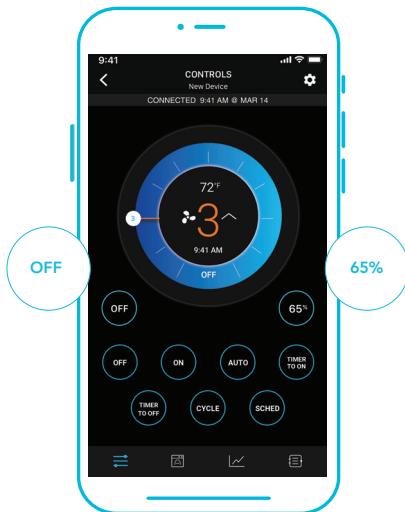 9:41
CONTROLS
New Device
CONNECTED 9:41 AM @ MAR 14
72°F
3
3
9:41 AM
OFF
OFF
65%
OFF
65%
OFF
ON
AUTO
TIMER
TO ON
TIMER
TO OFF
CYCLE
SCHED